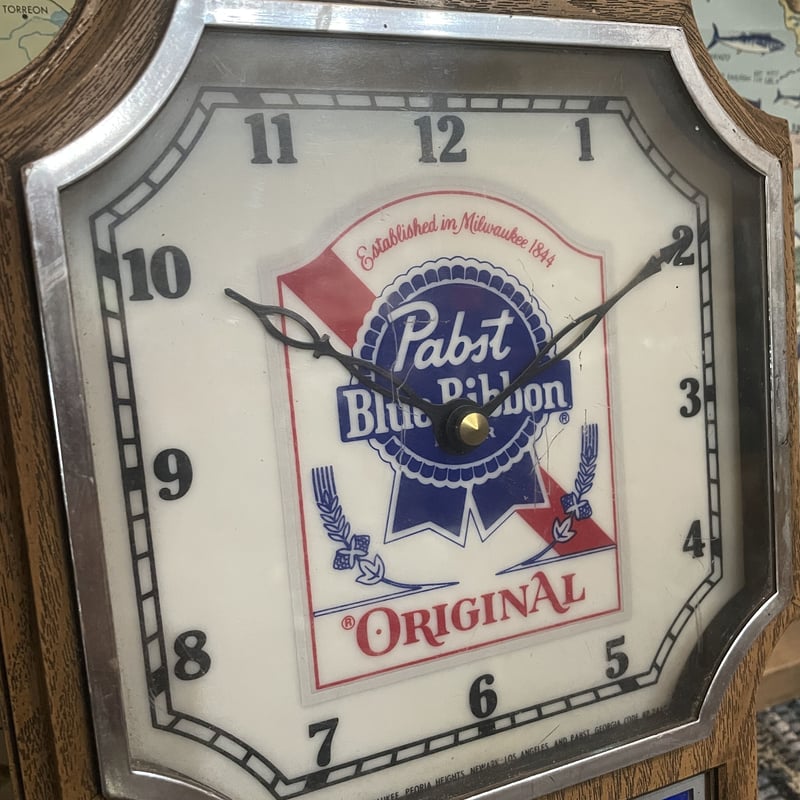 TORREON
11 12 1
10 2
Established in Milwaukee 1844
Pabst
Blue Ribbon
®
3
9
4
®ORIGINAL
8 5
7 6
PEORIA HEIGHTS, NEWARK, LOS ANGELES, AND PABST, GEORGIA CODE